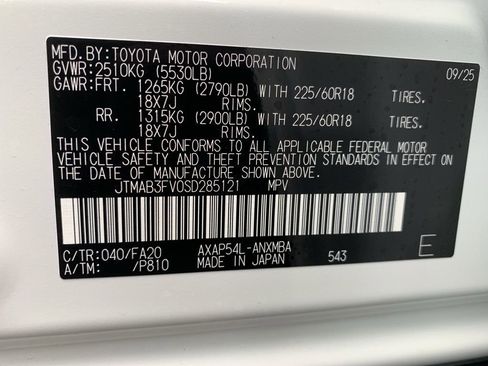 MFD.BY:TOYOTA MOTOR CORPORATION 09/25
GVWR:2510KG (5530LB)
GAWR:FRT. 1265KG (2790LB) WITH 225/60R18 TIRES.
18X7J RIMS.
RR. 1315KG (2900LB) WITH 225/60R18 TIRES.
18X7J RIMS.
THIS VEHICLE CONFORMS TO ALL APPLICABLE FEDERAL MOTOR
VEHICLE SAFETY AND THEFT PREVENTION STANDARDS IN EFFECT ON
THE DATE OF MANUFACTURE SHOWN ABOVE.
JTMAB3FV0SD285121 MPV
C/TR:040/FA20 AXAP54L-ANXMBA
A/TM: /P810 MADE IN JAPAN 543 E